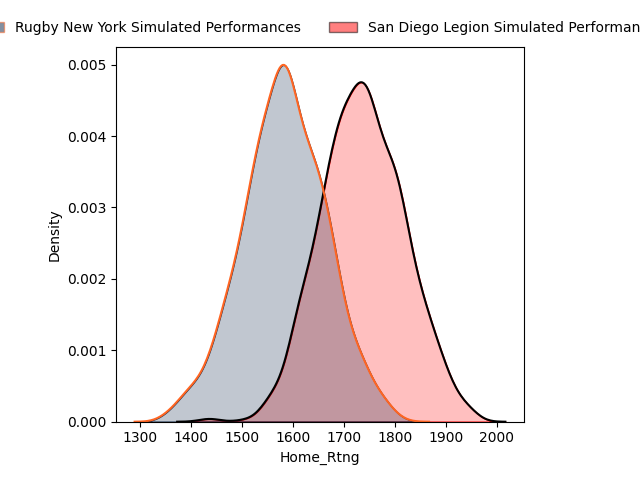 Rugby New York Simulated Performances San Diego Legion Simulated Performan
0.005
0.004
0.003
0.002
0.001
0.000
Density
1300 1400 1500 1600 1700 1800 1900 2000
Home_Rtng